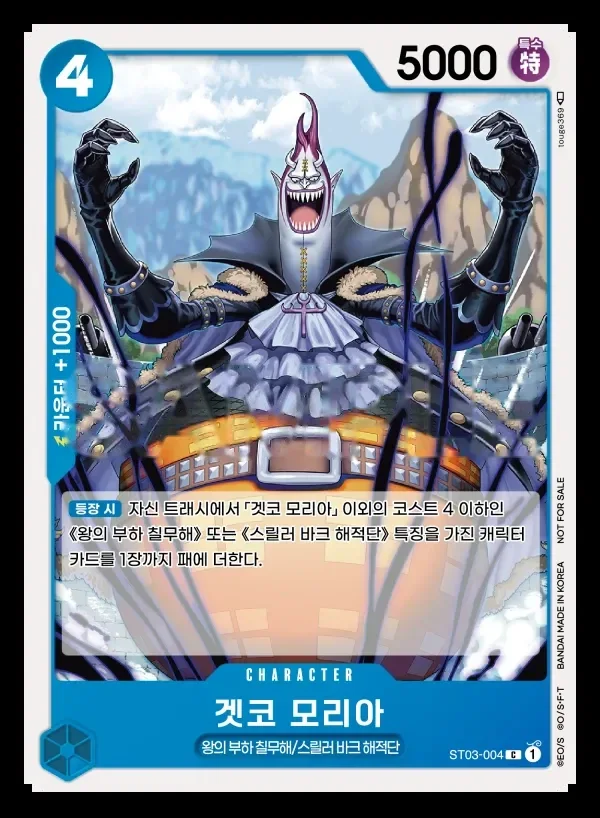 4
5000
특수
特
touge369
카운터 +1000
등장 시 자신 트래시에서 「겟코 모리아」 이외의 코스트 4 이하인
《왕의 부하 칠무해》 또는 《스릴러 바크 해적단》 특징을 가진 캐릭터
카드를 1장까지 패에 더한다.
CHARACTER
겟코 모리아
왕의 부하 칠무해/스릴러 바크 해적단
ST03-004 C 1
©EO/S ©O/S·F·T BANDAI MADE IN KOREA NOT FOR SALE